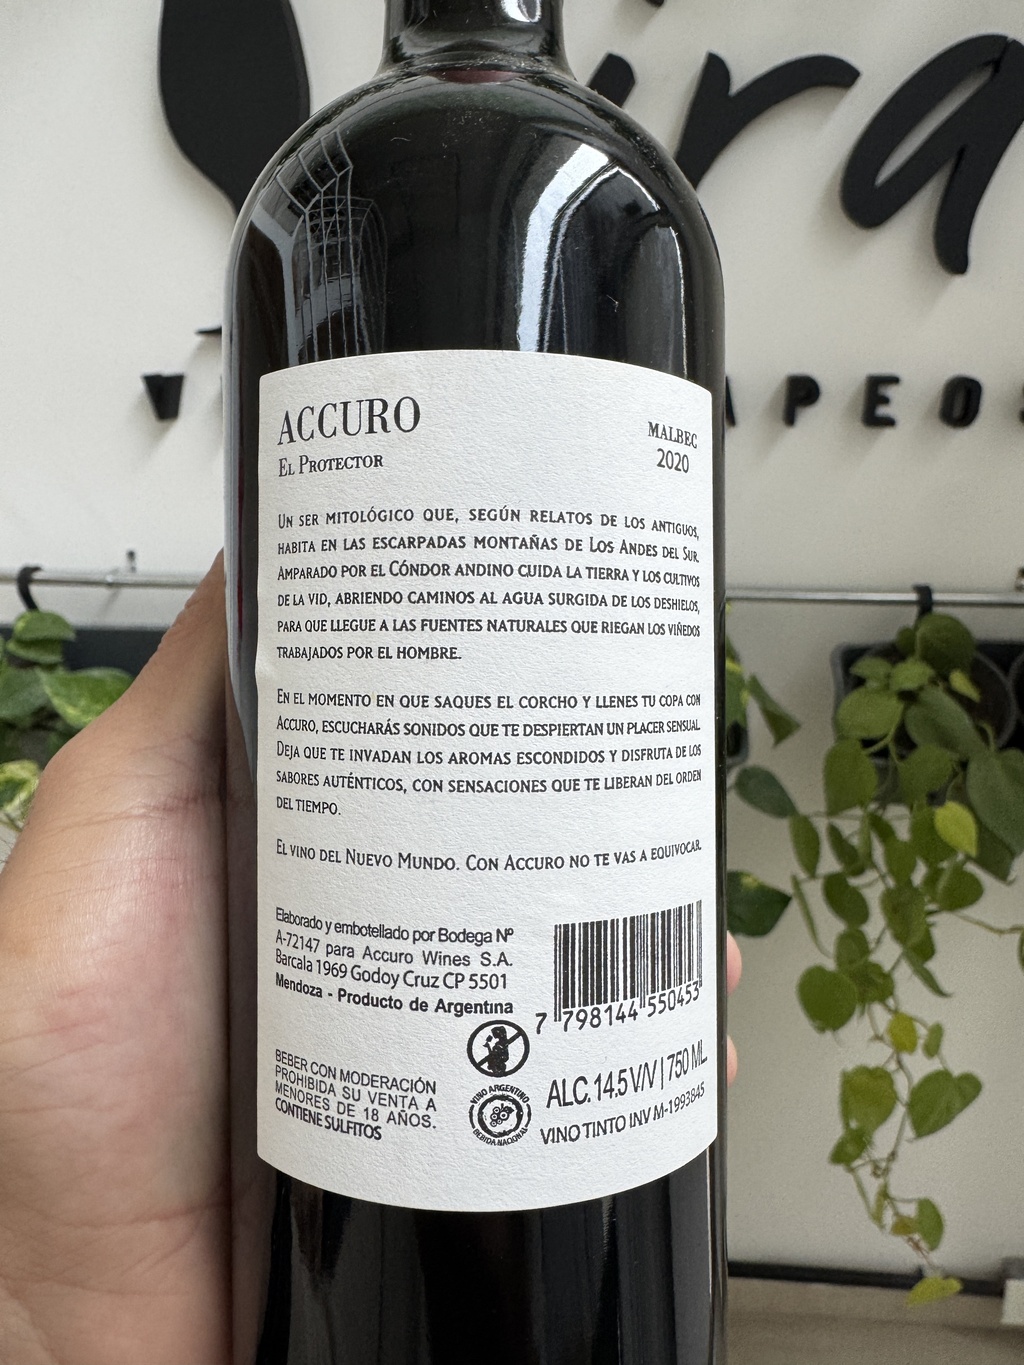 ACCURO
EL PROTECTOR
MALBEC
2020
UN SER MITOLÓGICO QUE, SEGÚN RELATOS DE LOS ANTIGUOS,
HABITA EN LAS ESCARPADAS MONTAÑAS DE LOS ANDES DEL SUR.
AMPARADO POR EL CÓNDOR ANDINO CUIDA LA TIERRA Y LOS CULTIVOS
DE LA VID, ABRIENDO CAMINOS AL AGUA SURGIDA DE LOS DESHIELOS,
PARA QUE LLEGUE A LAS FUENTES NATURALES QUE RIEGAN LOS VIÑEDOS
TRABAJADOS POR EL HOMBRE.
EN EL MOMENTO EN QUE SAQUES EL CORCHO Y LLENES TU COPA CON
ACCURO, ESCUCHARÁS SONIDOS QUE TE DESPIERTAN UN PLACER SENSUAL.
DEJA QUE TE INVADAN LOS AROMAS ESCONDIDOS Y DISFRUTA DE LOS
SABORES AUTÉNTICOS, CON SENSACIONES QUE TE LIBERAN DEL ORDEN
DEL TIEMPO.
EL VINO DEL NUEVO MUNDO. CON ACCURO NO TE VAS A EQUIVOCAR.
Elaborado y embotellado por Bodega Nº
A-72147 para Accuro Wines S.A.
Barcala 1969 Godoy Cruz CP 5501
Mendoza - Producto de Argentina
7 798144 550453
BEBER CON MODERACIÓN
PROHIBIDA SU VENTA A
MENORES DE 18 AÑOS.
CONTIENE SULFITOS
VINO ARGENTINO
BEBIDA NACIONAL
ALC. 14.5 V/V | 750 ML.
VINO TINTO INV M-1993845